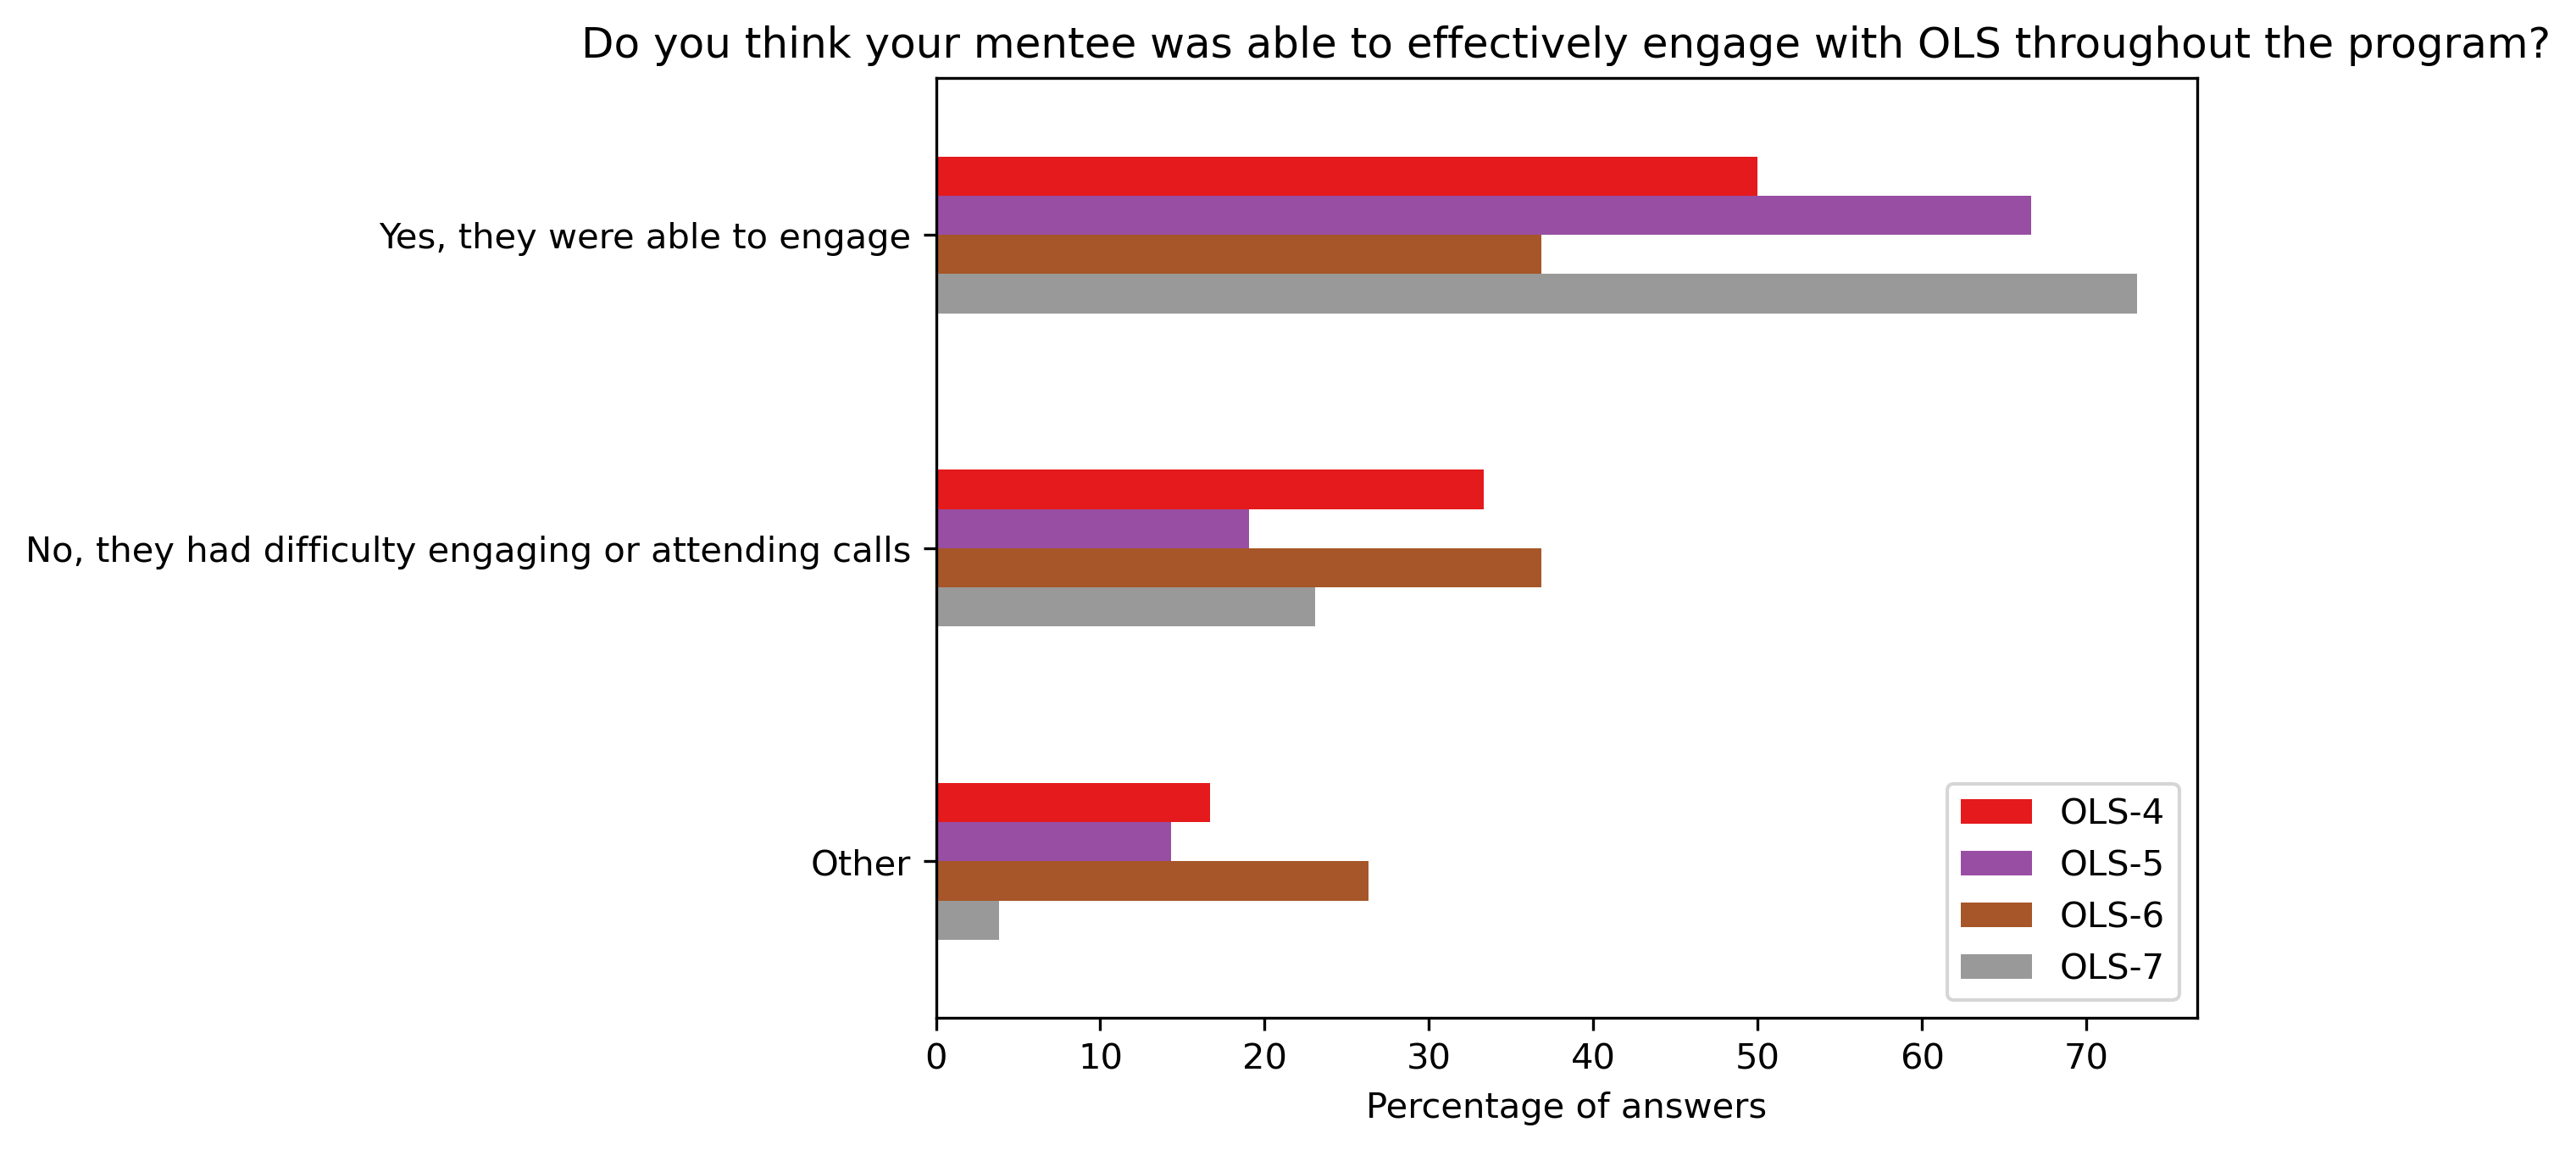 Do you think your mentee was able to effectively engage with OLS throughout the program?
Yes, they were able to engage
No, they had difficulty engaging or attending calls
Other
OLS-4
OLS-5
OLS-6
OLS-7
0 10 20 30 40 50 60 70
Percentage of answers